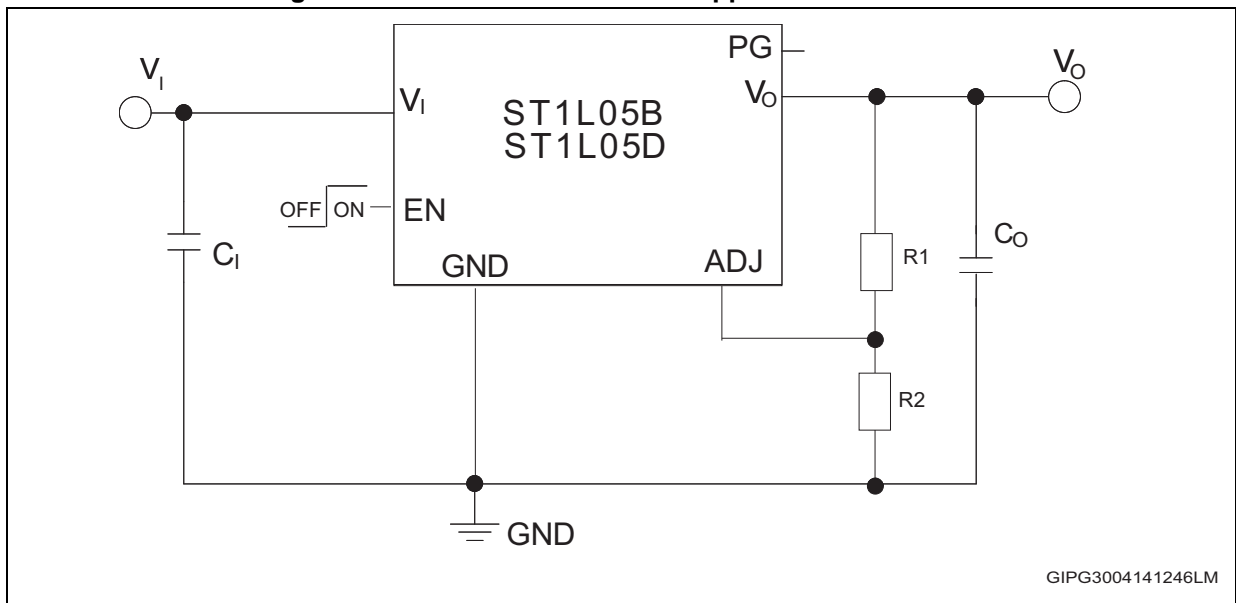 PG
V_I
V_O
V_I
V_O
ST1L05B
ST1L05D
OFF ON
EN
C_I
C_O
R1
GND
ADJ
R2
GND
GIPG3004141246LM